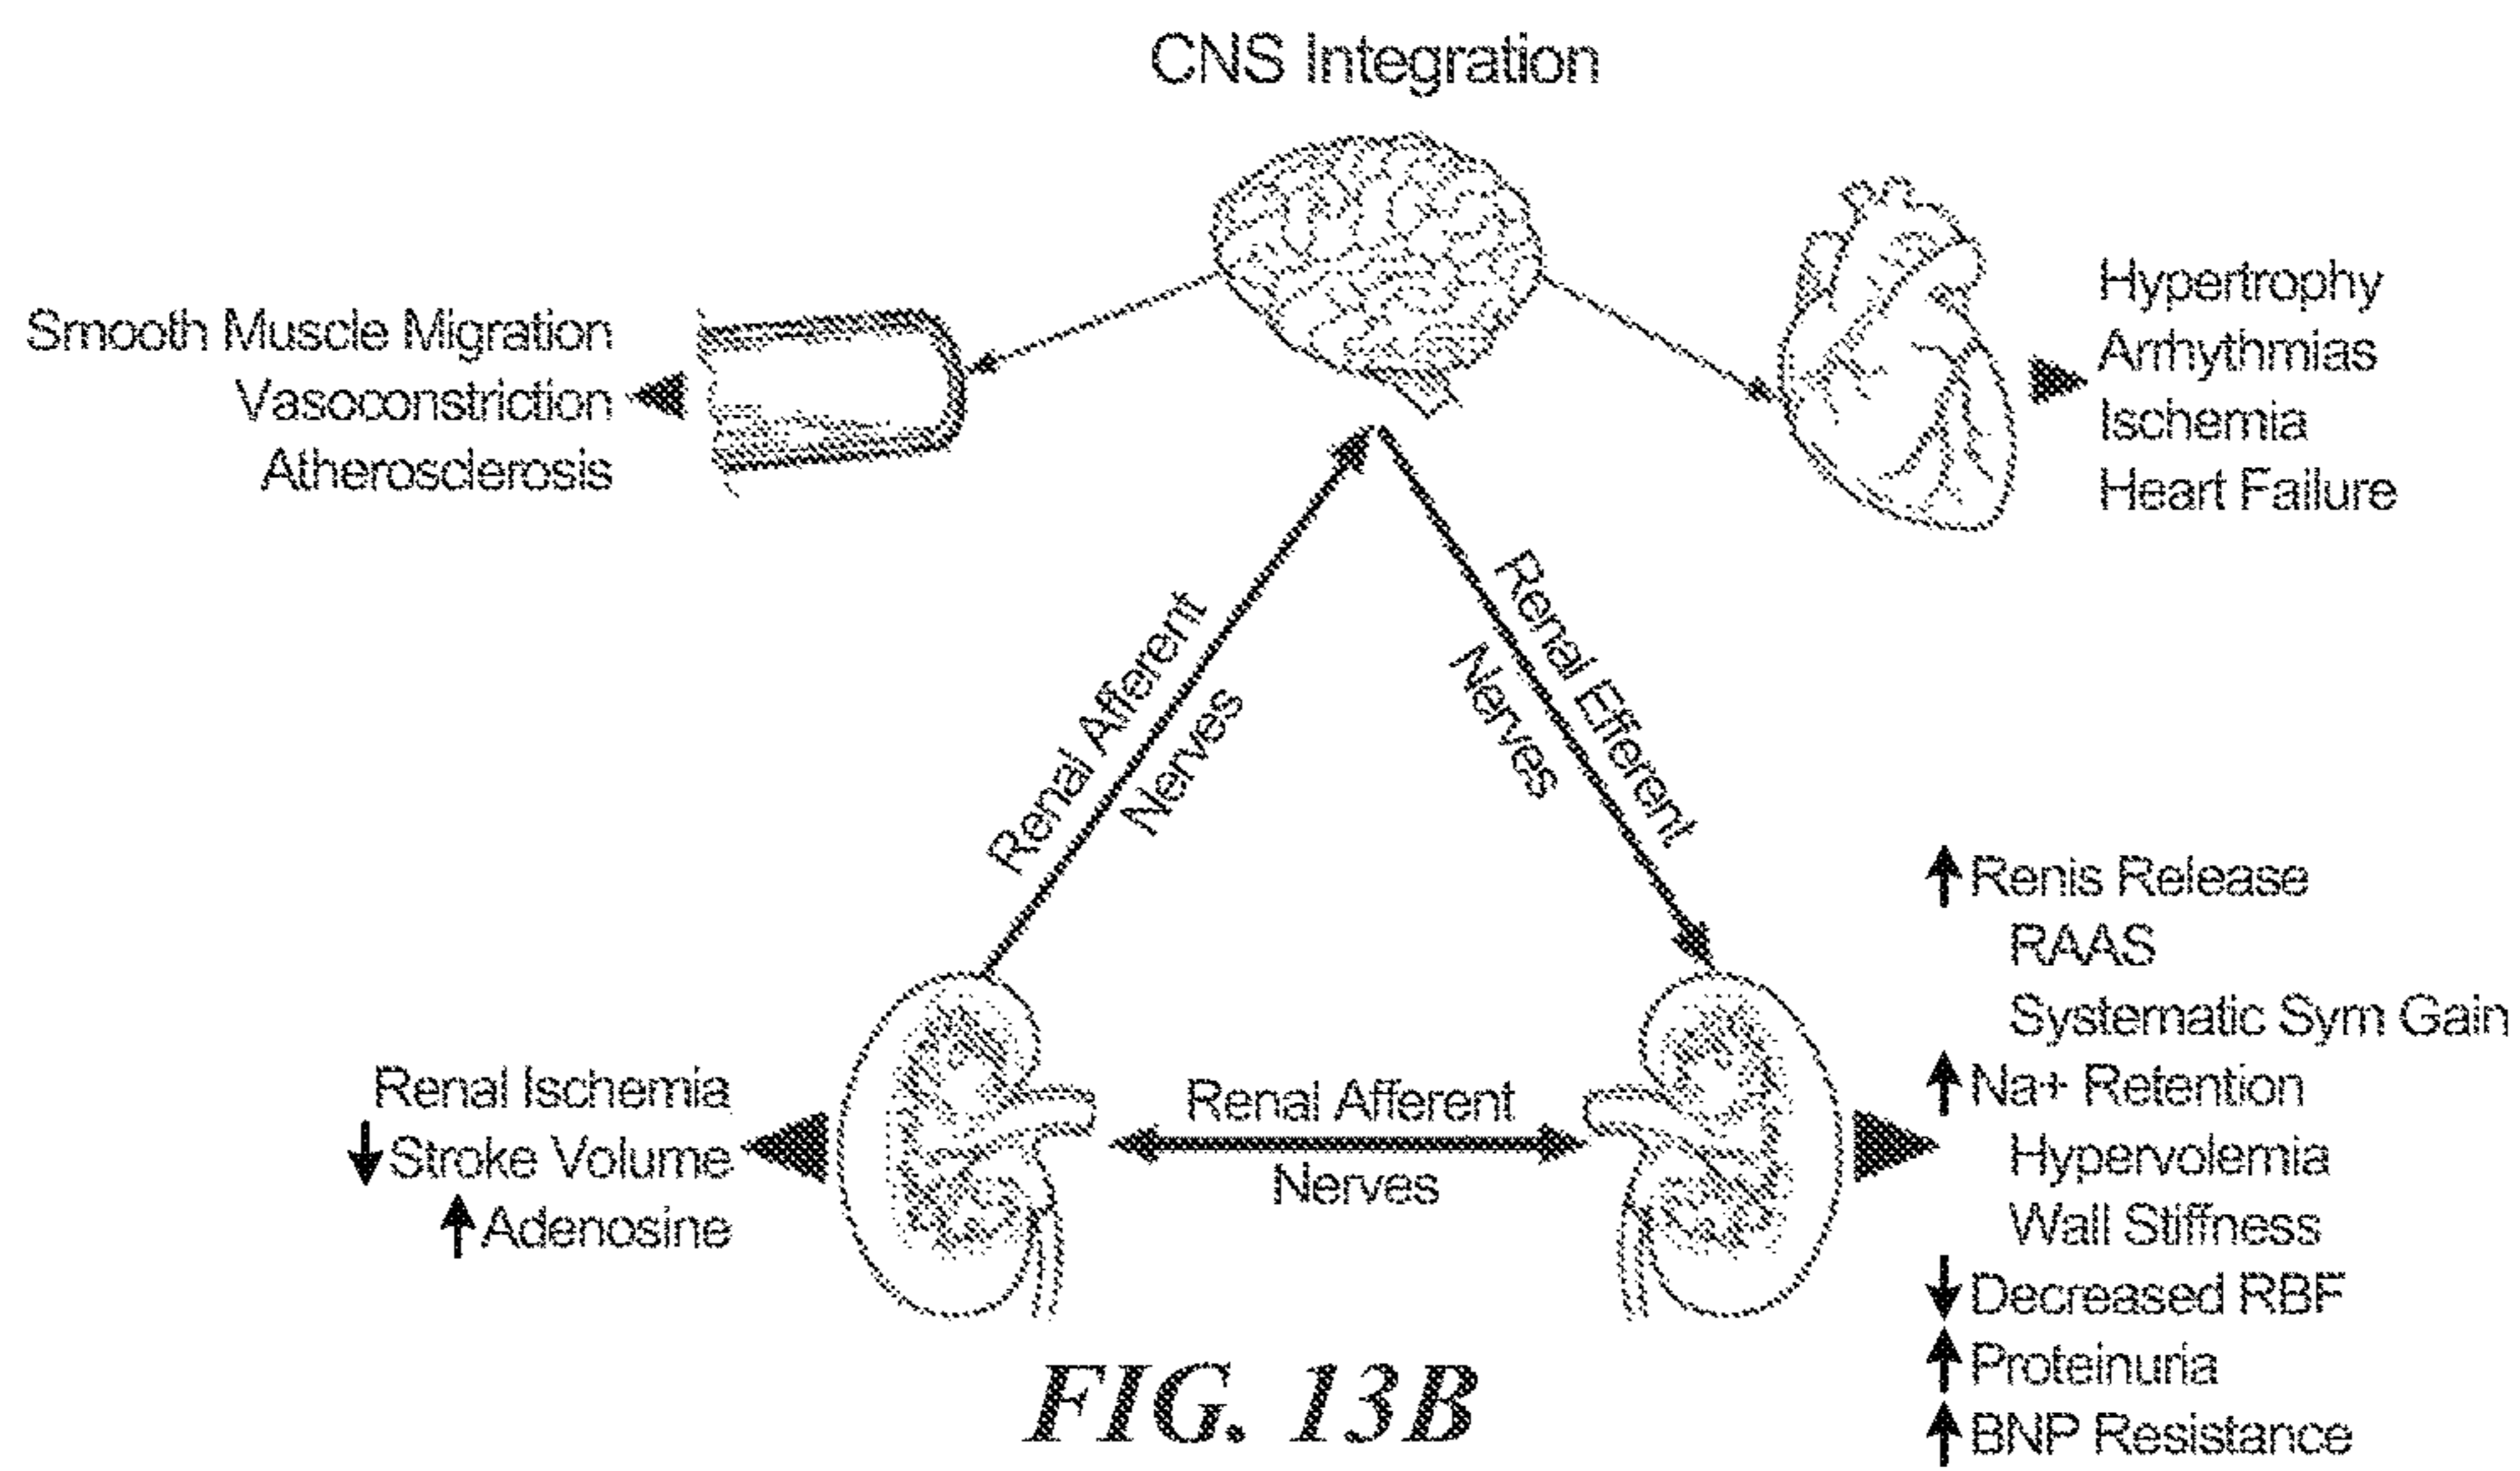 CNS Integration
Smooth Muscle Migration
Vasoconstriction
Atherosclerosis
Hypertrophy
Arrhythmias
Ischemia
Heart Failure
Renal Afferent
Nerves
Renal Efferent
Nerves
Renal Ischemia
↓ Stroke Volume
↑ Adenosine
Renal Afferent
Nerves
↑ Renis Release
RAAS
Systematic Sym Gain
↑ Na+ Retention
Hypervolemia
Wall Stiffness
↓ Decreased RBF
↑ Proteinuria
↑ BNP Resistance
FIG. 13B